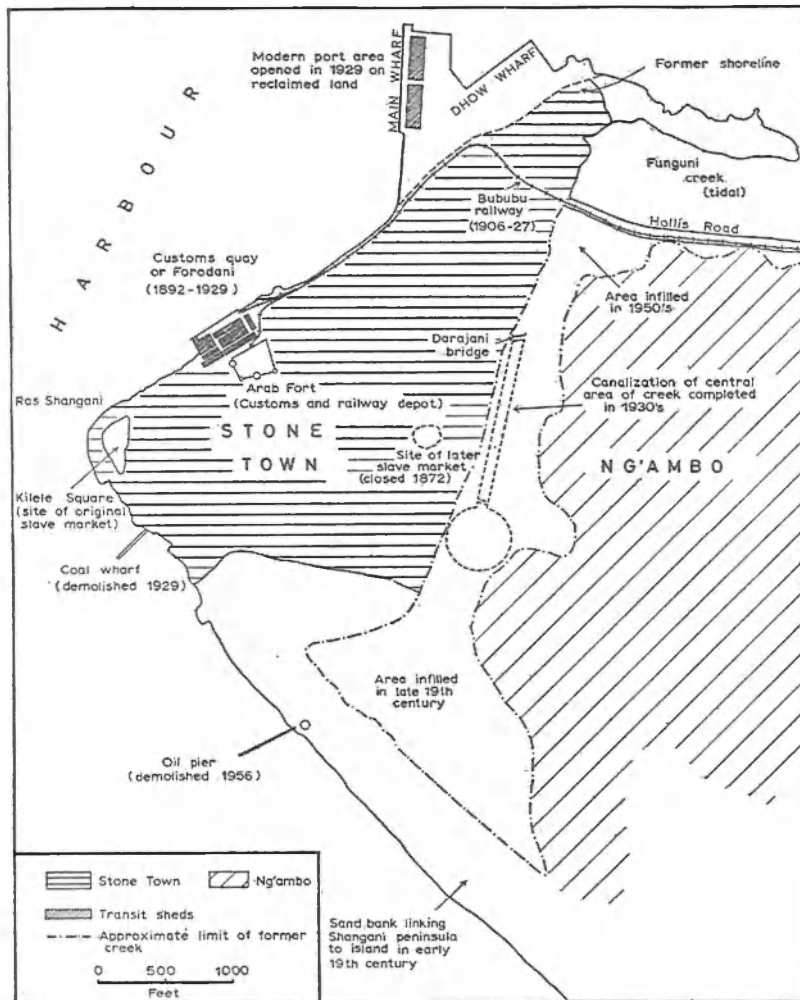 Modern port area
opened in 1929 on
reclaimed land
MAIN WHARF
DHOW WHARF
Former shoreline
HARBOUR
Funguni
creek
(tidal)
Bububu
railway
(1906-27)
Hollis Road
Customs quay
or Forodani
(1892-1929)
Area infilled
in 1950's
Darajani
bridge
Arab Fort
(Customs and railway depot)
Canalization of central
area of creek completed
in 1930's
Ras Shangani
STONE
TOWN
Site of later
slave market
(closed 1872)
NG'AMBO
Kilele Square
(site of original
slave market)
Coal wharf
(demolished 1929)
Area infilled
in late 19th
century
Oil pier
(demolished 1956)
Stone Town
Ng'ambo
Transit sheds
Approximate limit of former
creek
0 500 1000
Feet
Sand bank linking
Shangani peninsula
to island in early
19th century